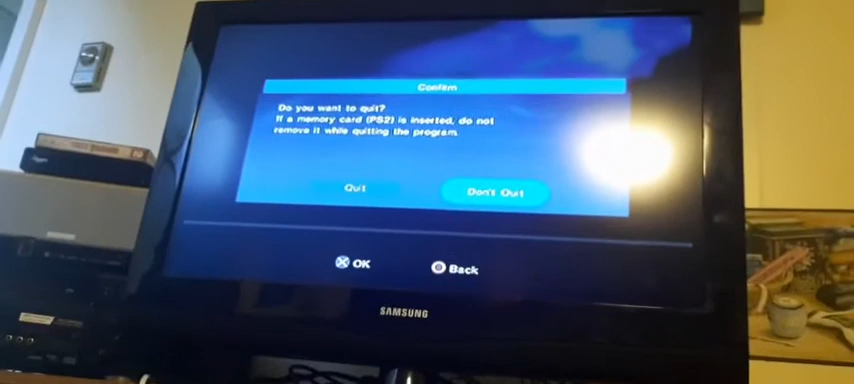 Confirm
Do you want to quit?
If a memory card (PS2) is inserted, do not
remove it while quitting the program.
Quit
Don't Quit
OK
Back
SAMSUNG